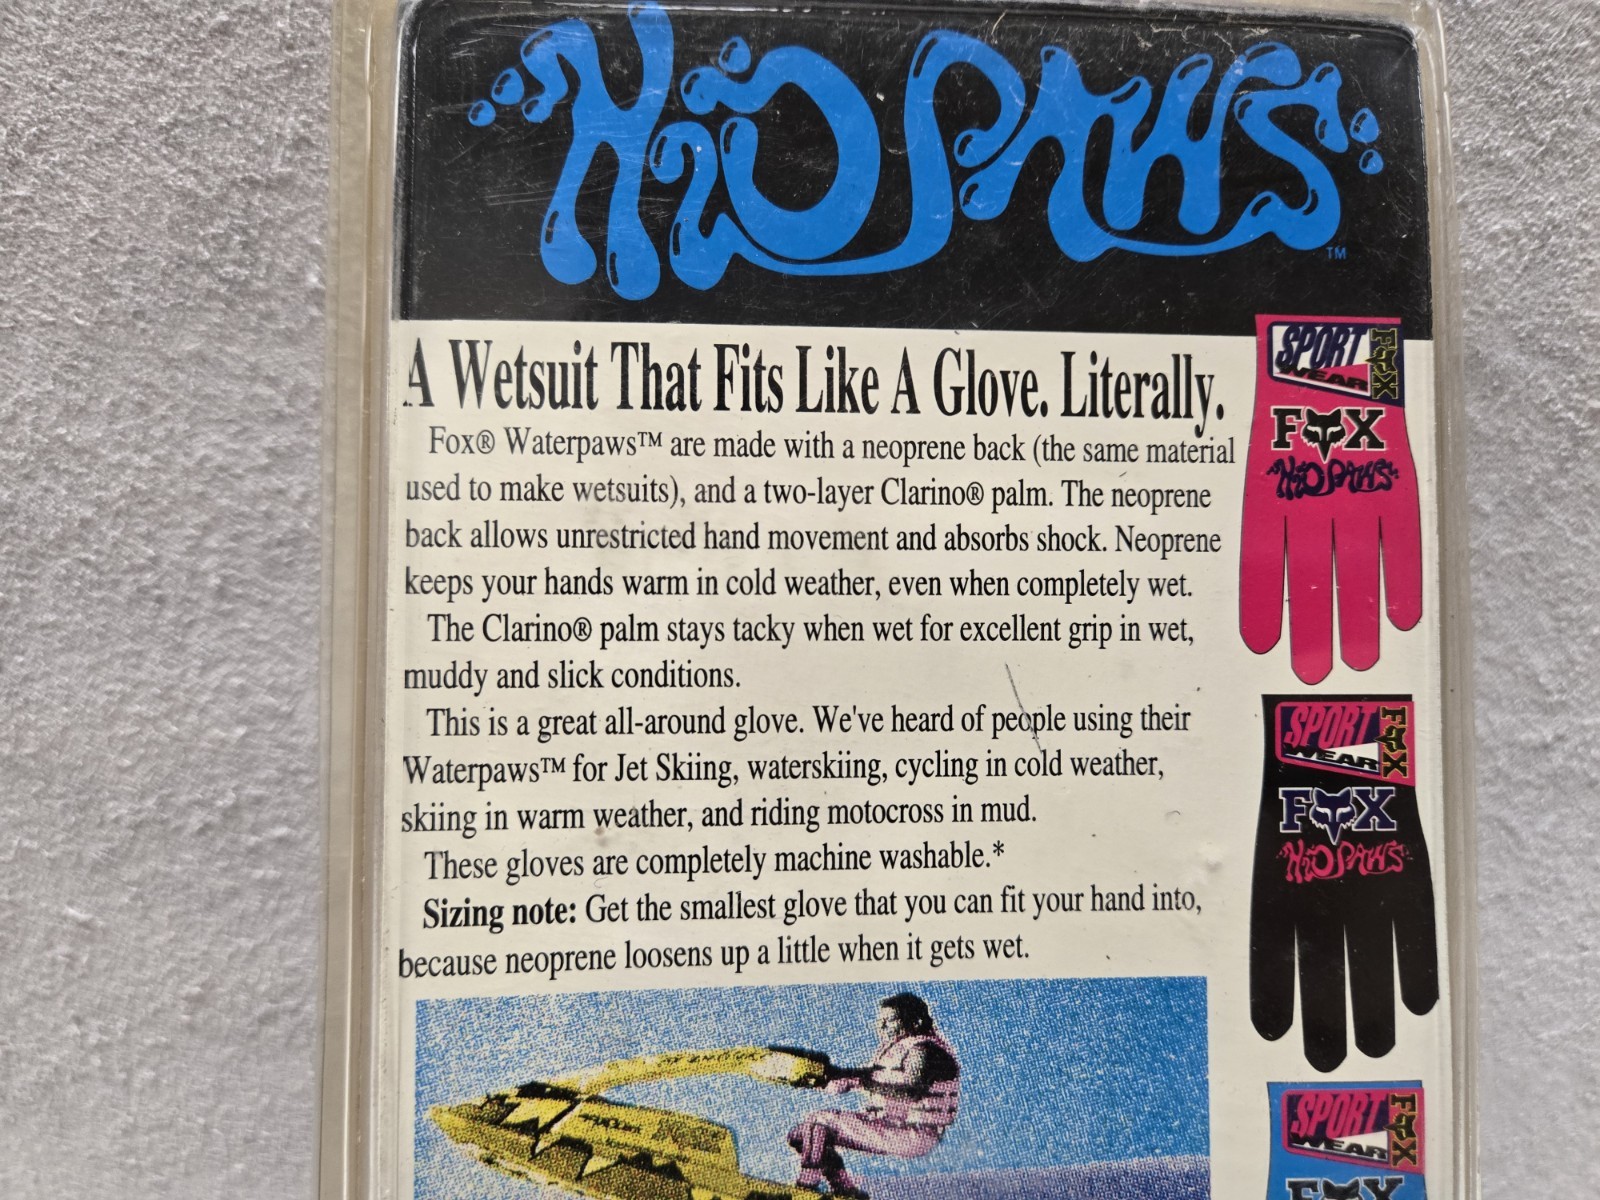 H2O PAWS
TM
A Wetsuit That Fits Like A Glove. Literally.
Fox® Waterpaws™ are made with a neoprene back (the same material
used to make wetsuits), and a two-layer Clarino® palm. The neoprene
back allows unrestricted hand movement and absorbs shock. Neoprene
keeps your hands warm in cold weather, even when completely wet.
The Clarino® palm stays tacky when wet for excellent grip in wet,
muddy and slick conditions.
This is a great all-around glove. We've heard of people using their
Waterpaws™ for Jet Skiing, waterskiing, cycling in cold weather,
skiing in warm weather, and riding motocross in mud.
These gloves are completely machine washable.*
Sizing note: Get the smallest glove that you can fit your hand into,
because neoprene loosens up a little when it gets wet.
SPORT
WEAR
FOX
FOX
H2O PAWS
SPORT
WEAR
FOX
FOX
H2O PAWS
SPORT
WEAR
FOX
FOX